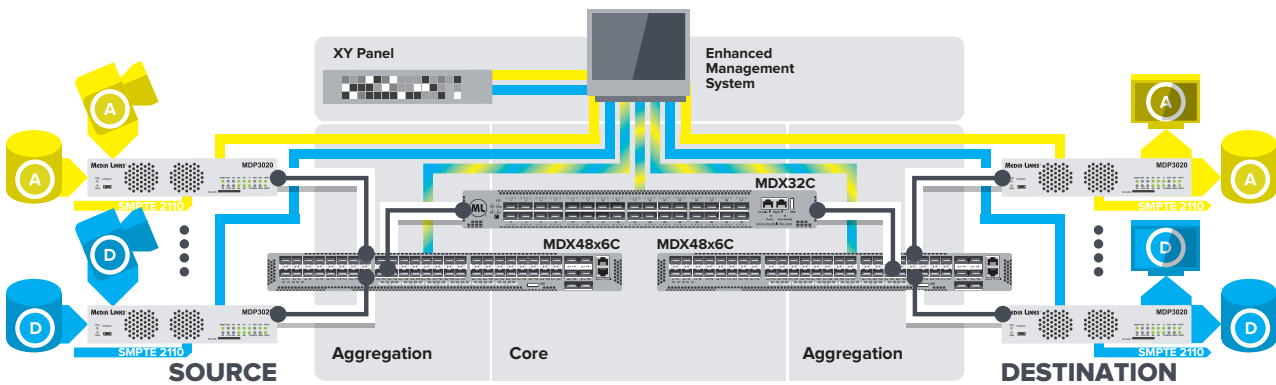 XY Panel
Enhanced
Management
System
A
A
MEDIA LINKS
MDP3020
SMPTE 2110
D
D
MEDIA LINKS
MDP3020
SMPTE 2110
SOURCE
MDX32C
ML
MDX48x6C
MDX48x6C
Aggregation
Core
Aggregation
A
A
MEDIA LINKS
MDP3020
SMPTE 2110
D
D
MEDIA LINKS
MDP3020
SMPTE 2110
DESTINATION